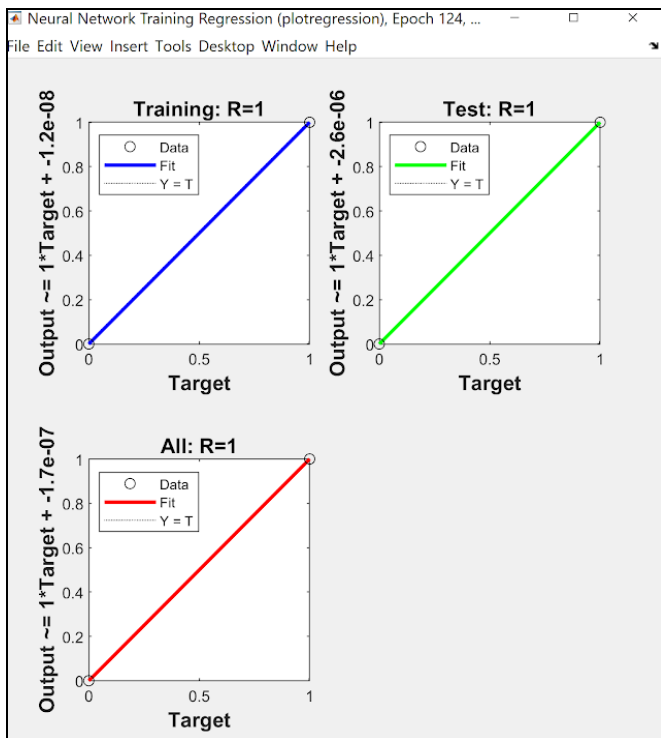 Neural Network Training Regression (plotregression), Epoch 124, ...
File Edit View Insert Tools Desktop Window Help
Training: R=1
Output ~= 1*Target + -1.2e-08
Data
Fit
Y = T
1
0.8
0.6
0.4
0.2
0
0 0.5 1
Target
Test: R=1
Output ~= 1*Target + -2.6e-06
Data
Fit
Y = T
1
0.8
0.6
0.4
0.2
0
0 0.5 1
Target
All: R=1
Output ~= 1*Target + -1.7e-07
Data
Fit
Y = T
1
0.8
0.6
0.4
0.2
0
0 0.5 1
Target